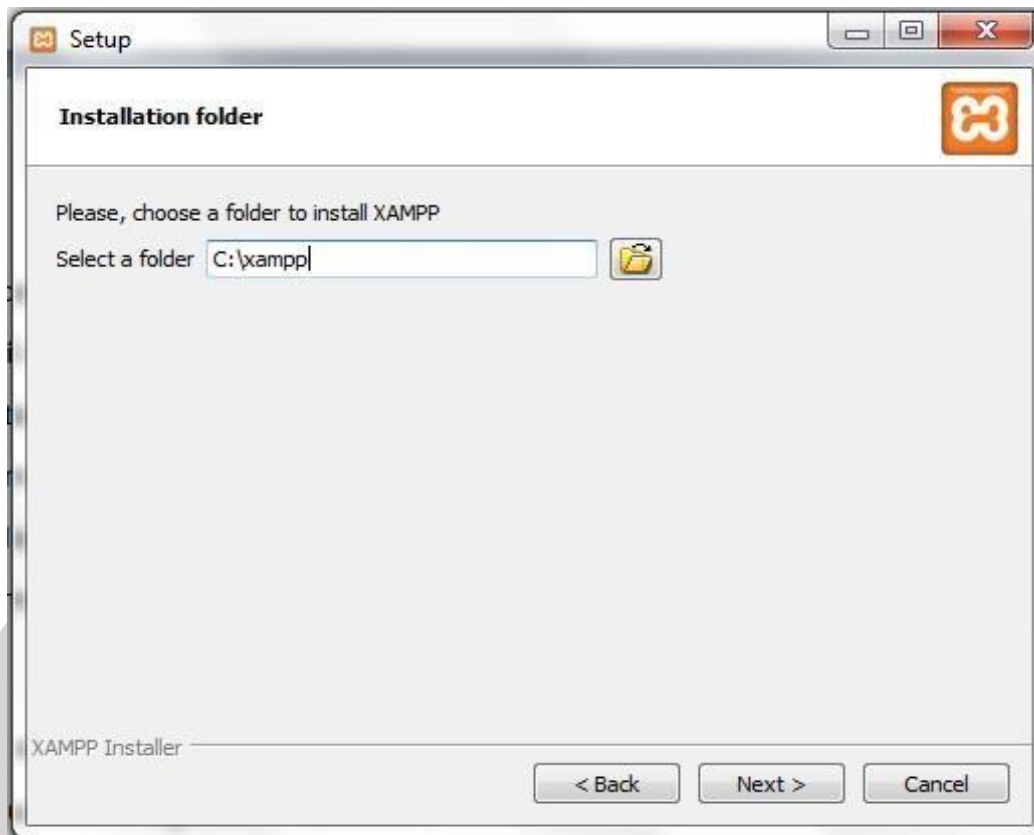 Setup
Installation folder
Please, choose a folder to install XAMPP
Select a folder C:\xampp
XAMPP Installer
< Back Next > Cancel